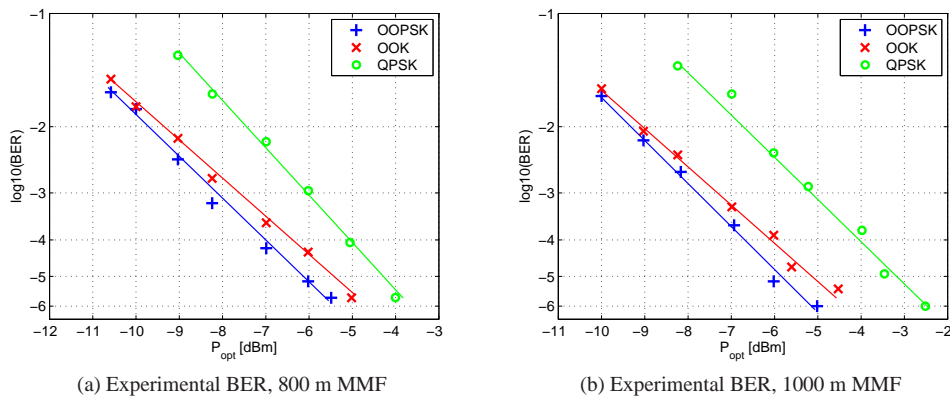 −1
−2
−3
−4
−5
−6
log10(BER)
−12 −11 −10 −9 −8 −7 −6 −5 −4 −3
P_opt [dBm]
OOPSK
OOK
QPSK
(a) Experimental BER, 800 m MMF
−1
−2
−3
−4
−5
−6
log10(BER)
−11 −10 −9 −8 −7 −6 −5 −4 −3 −2
P_opt [dBm]
OOPSK
OOK
QPSK
(b) Experimental BER, 1000 m MMF